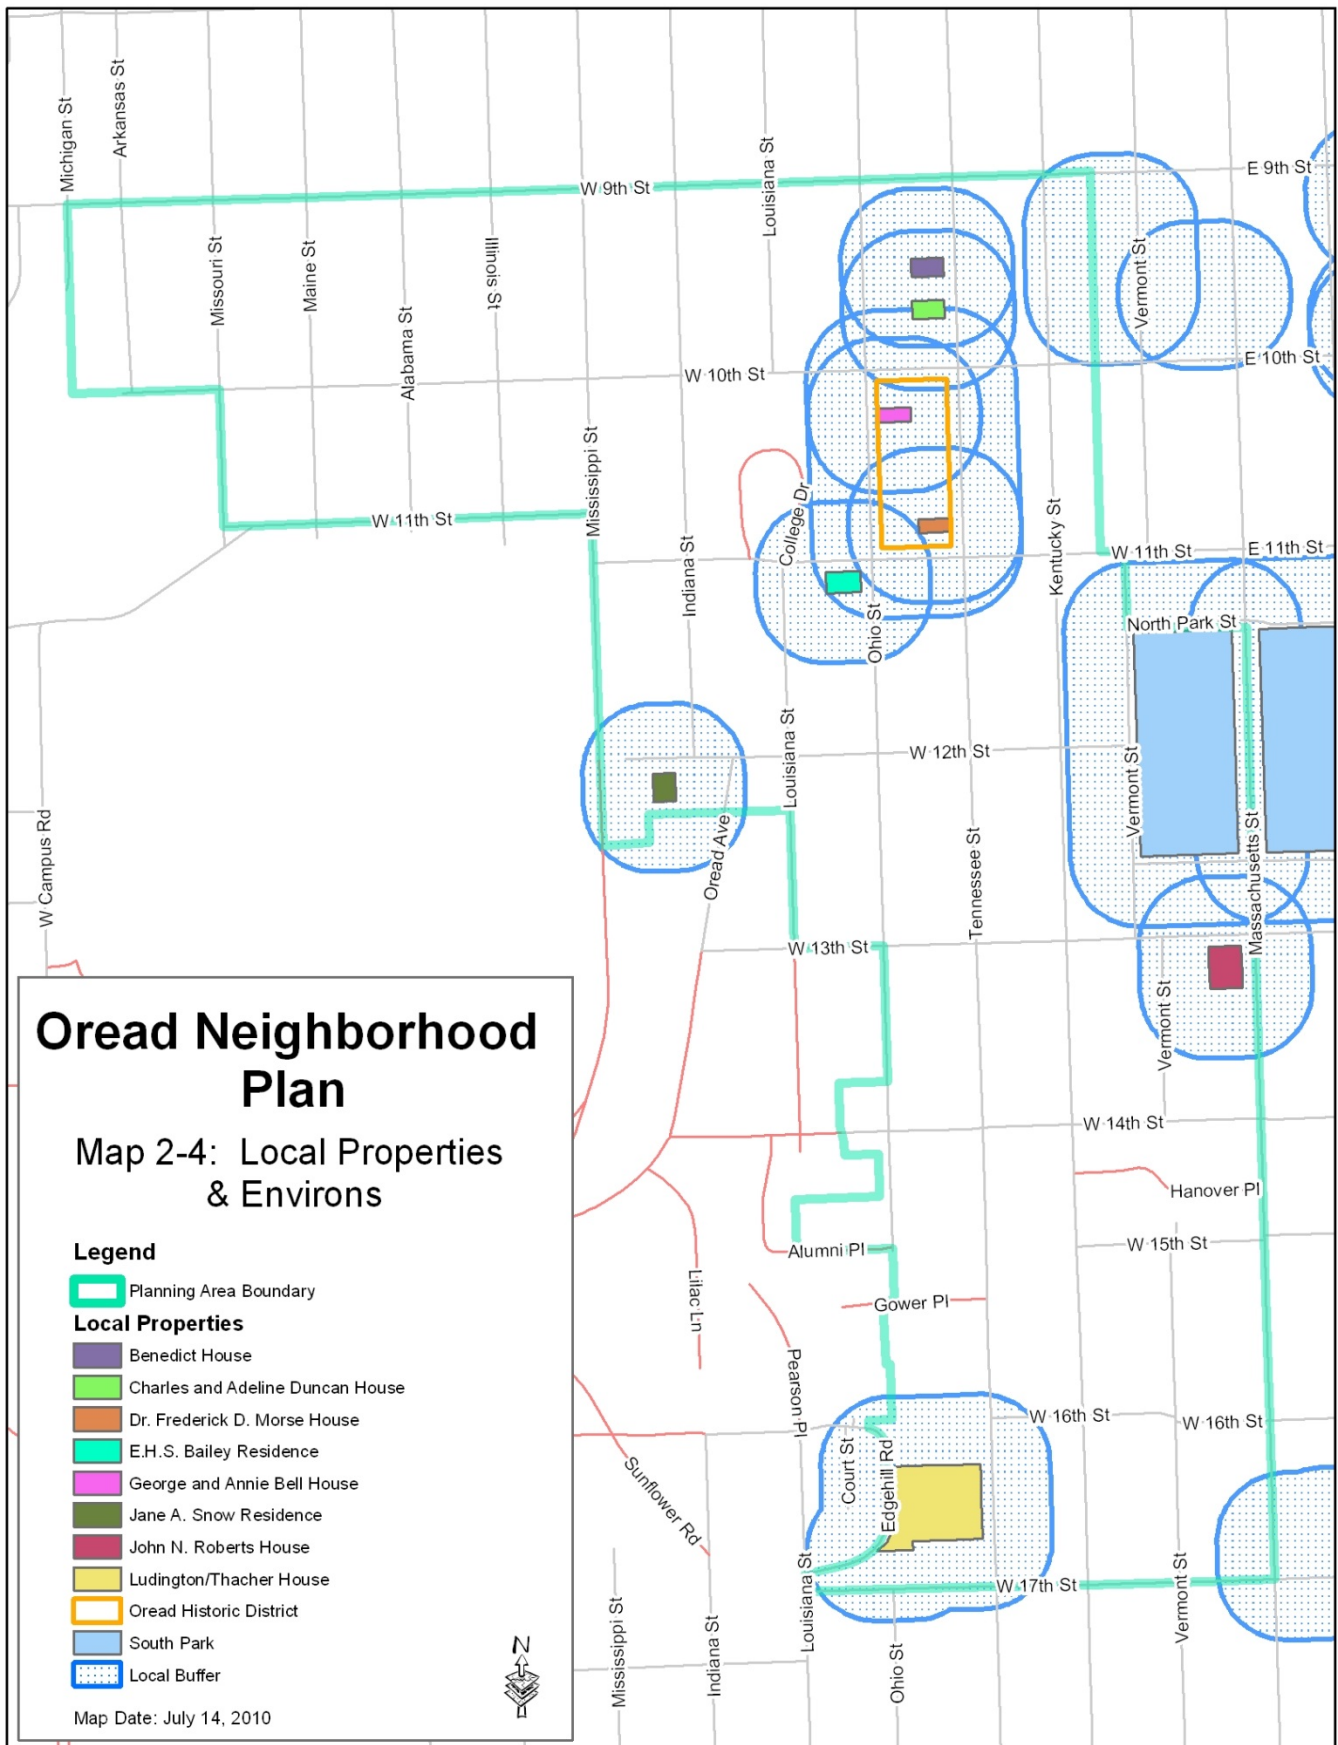 Michigan St
Arkansas St
Missouri St
Maine St
Alabama St
Illinois St
W 9th St
Louisiana St
E 9th St
Vermont St
W 10th St
E 10th St
Mississippi St
W 11th St
College Dr
Indiana St
Ohio St
Kentucky St
W 11th St
E 11th St
North Park St
W 12th St
Louisiana St
Oread Ave
Tennessee St
Vermont St
Massachusetts St
W Campus Rd
W 13th St
Vermont St
W 14th St
Hanover Pl
W 15th St
Alumni Pl
Lilac Ln
Gower Pl
Pearson Pl
W 16th St
W 16th St
Court St
Edgehill Rd
Sunflower Rd
Louisiana St
W 17th St
Vermont St
Mississippi St
Indiana St
Ohio St
Oread Neighborhood
Plan
Map 2-4: Local Properties
& Environs
Legend
Planning Area Boundary
Local Properties
Benedict House
Charles and Adeline Duncan House
Dr. Frederick D. Morse House
E.H.S. Bailey Residence
George and Annie Bell House
Jane A. Snow Residence
John N. Roberts House
Ludington/Thacher House
Oread Historic District
South Park
Local Buffer
Map Date: July 14, 2010
N